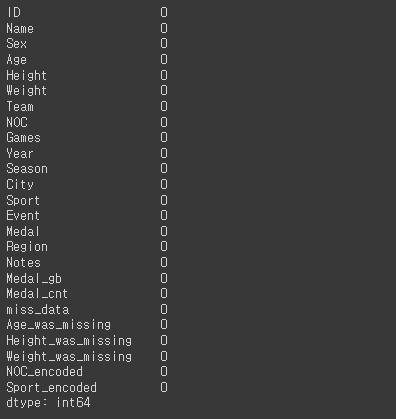 ID 0
Name 0
Sex 0
Age 0
Height 0
Weight 0
Team 0
NOC 0
Games 0
Year 0
Season 0
City 0
Sport 0
Event 0
Medal 0
Region 0
Notes 0
Medal_gb 0
Medal_cnt 0
miss_data 0
Age_was_missing 0
Height_was_missing 0
Weight_was_missing 0
NOC_encoded 0
Sport_encoded 0
dtype: int64